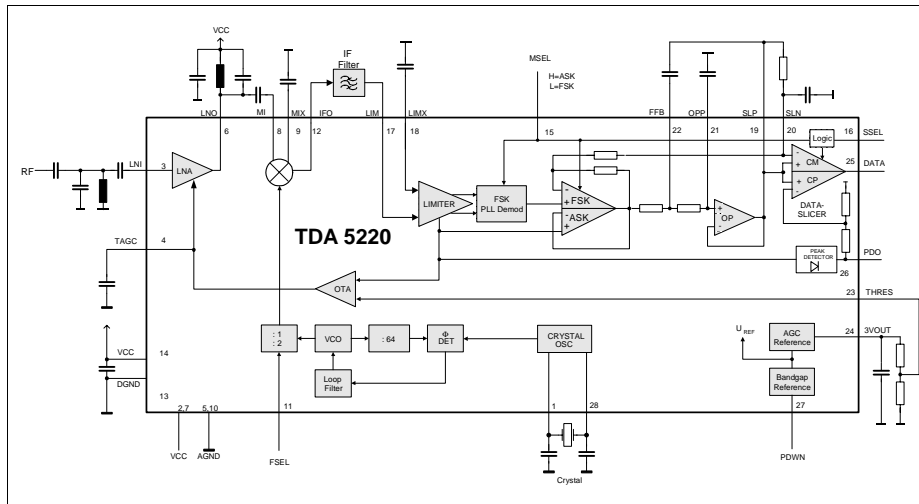 VCC
IF
Filter
MSEL
H=ASK
L=FSK
LNO
MI
MIX
IFO
LIM
LIMX
FFB
OPP
SLP
SLN
6
8
9
12
17
18
15
22
21
19
20
16
SSEL
Logic
RF
LNI
3
LNA
LIMITER
FSK
PLL Demod
-
+
FSK
-
ASK
+
+
-
OP
-
CM
+
+
CP
-
25
DATA
DATA-
SLICER
TDA 5220
TAGC
4
OTA
PEAK
DETECTOR
PDO
26
23
THRES
: 1
: 2
VCO
: 64
Φ
DET
CRYSTAL
OSC
U REF
AGC
Reference
24
3VOUT
Loop
Filter
Bandgap
Reference
VCC
14
DGND
13
2,7
5,10
11
1
28
27
VCC
AGND
FSEL
Crystal
PDWN